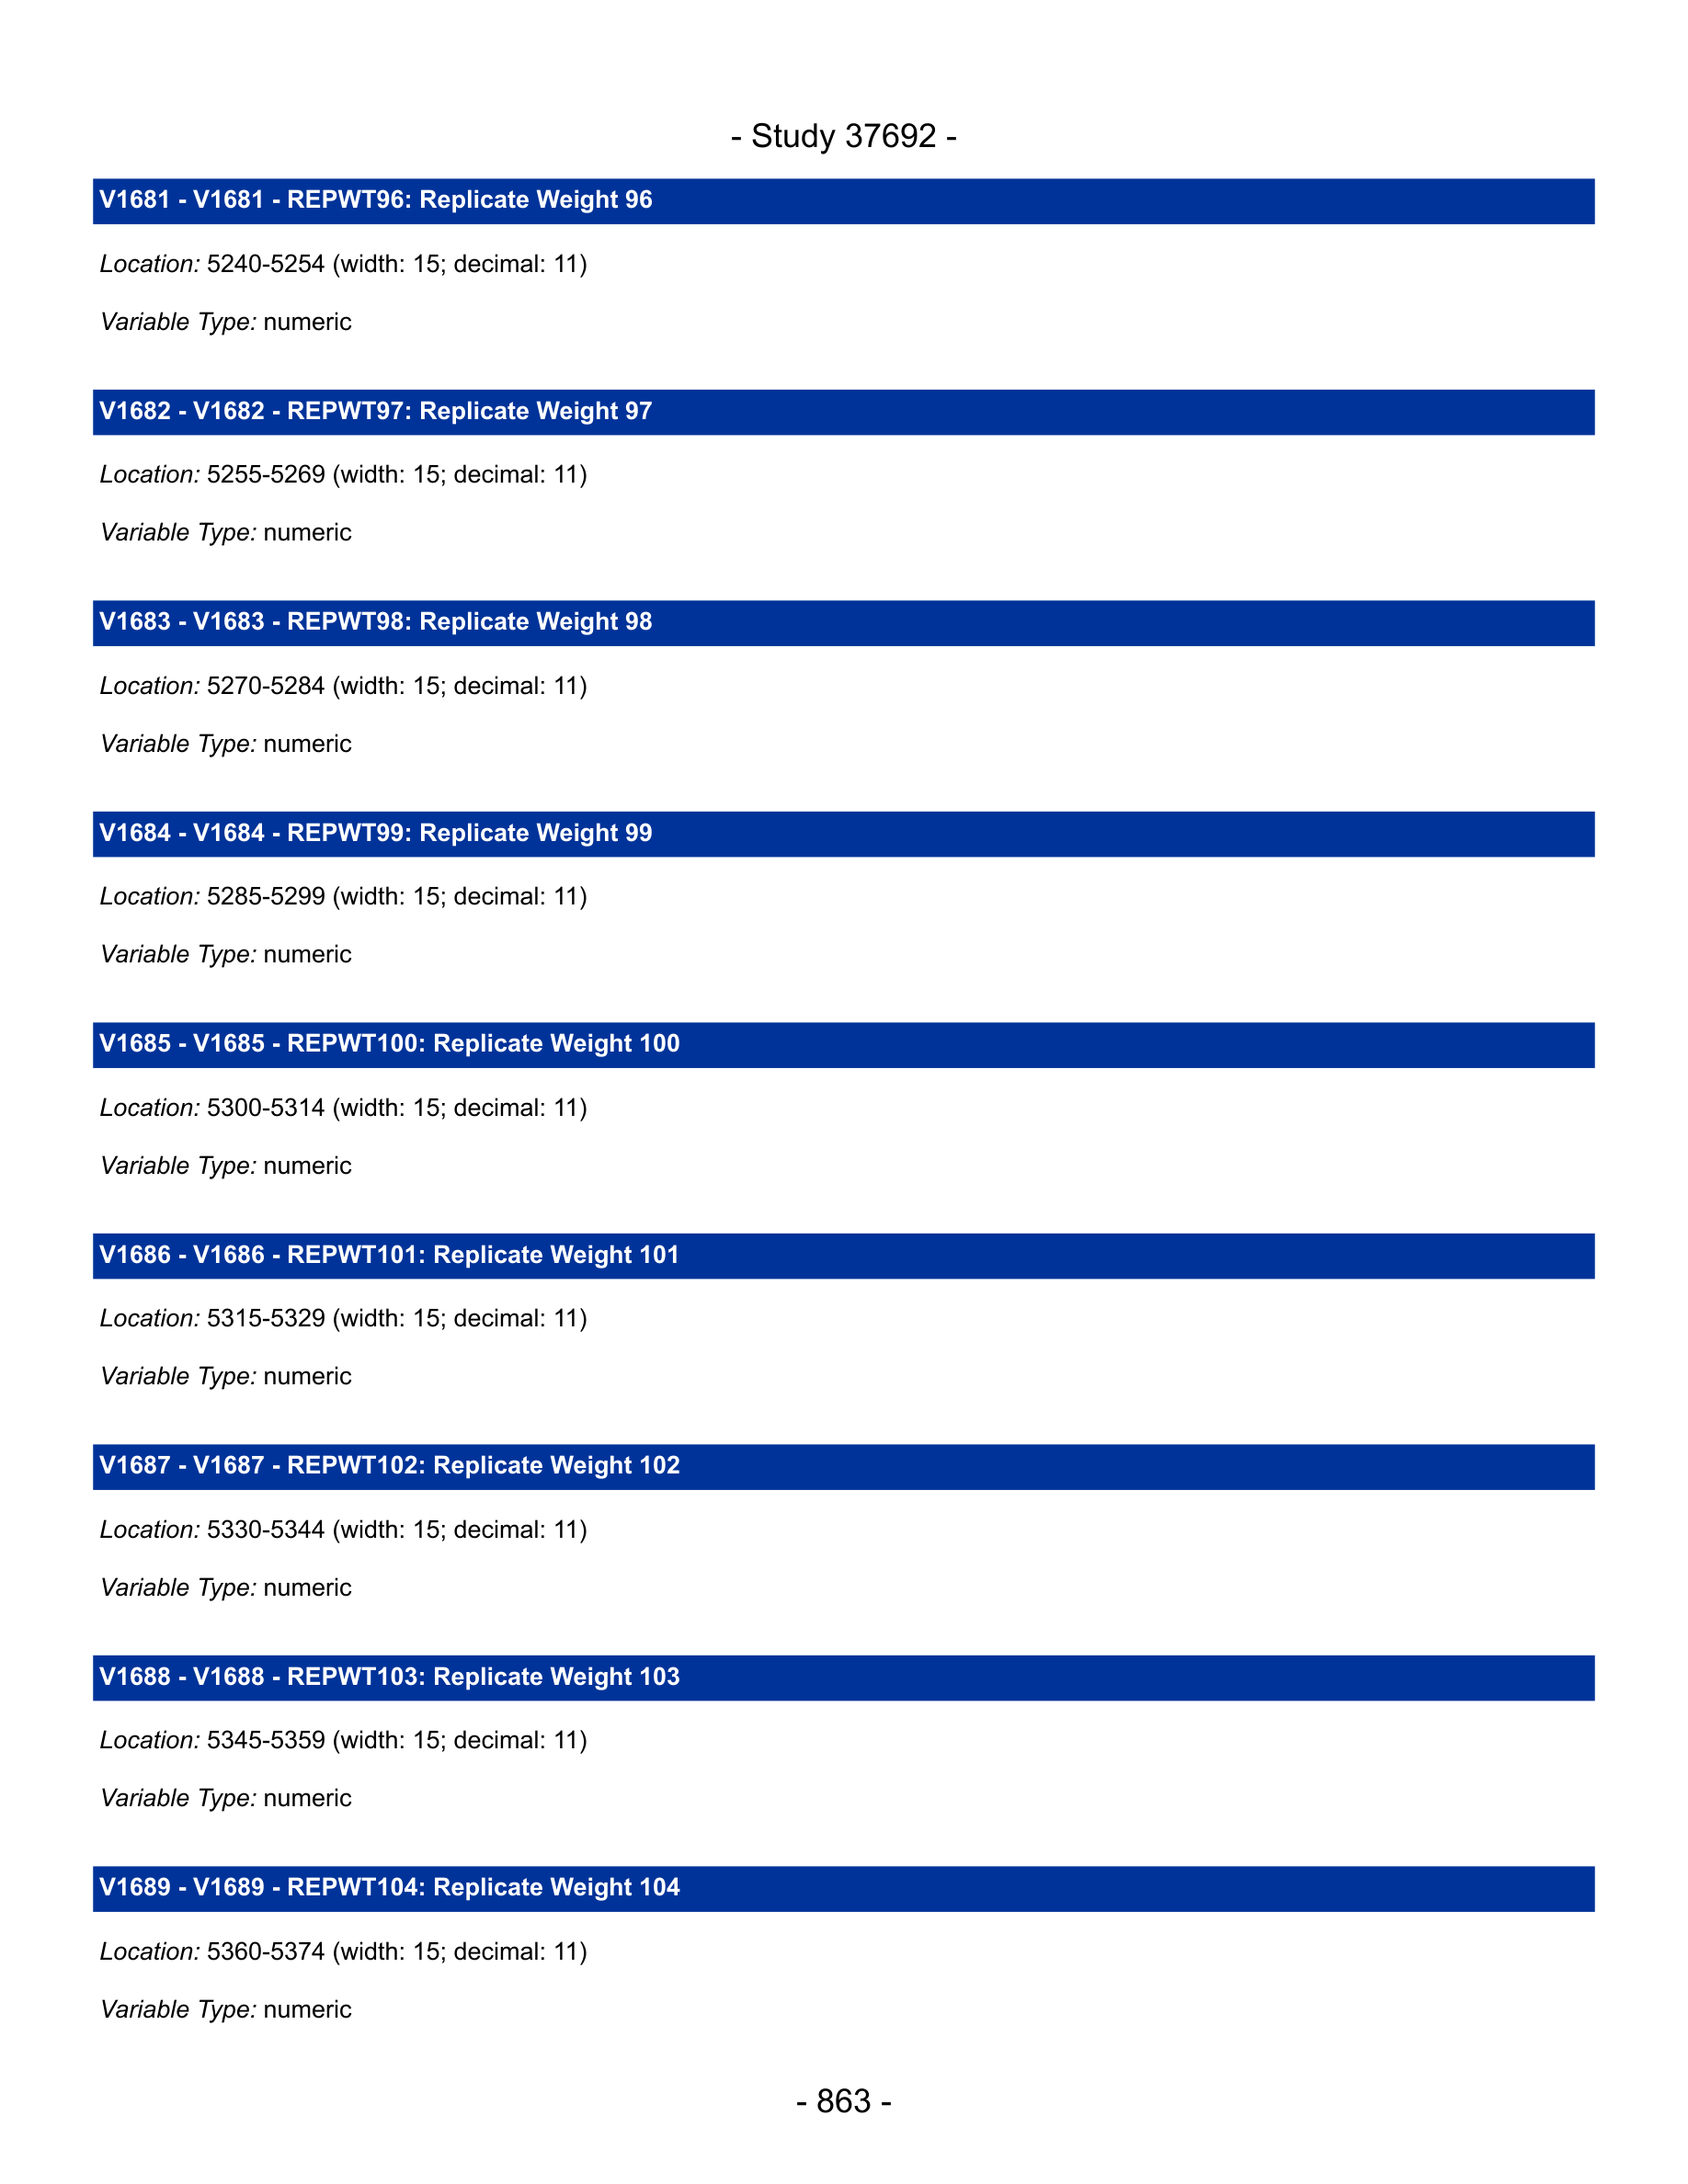 - Study 37692 -
V1681 - V1681 - REPWT96: Replicate Weight 96
Location: 5240-5254 (width: 15; decimal: 11)
Variable Type: numeric
V1682 - V1682 - REPWT97: Replicate Weight 97
Location: 5255-5269 (width: 15; decimal: 11)
Variable Type: numeric
V1683 - V1683 - REPWT98: Replicate Weight 98
Location: 5270-5284 (width: 15; decimal: 11)
Variable Type: numeric
V1684 - V1684 - REPWT99: Replicate Weight 99
Location: 5285-5299 (width: 15; decimal: 11)
Variable Type: numeric
V1685 - V1685 - REPWT100: Replicate Weight 100
Location: 5300-5314 (width: 15; decimal: 11)
Variable Type: numeric
V1686 - V1686 - REPWT101: Replicate Weight 101
Location: 5315-5329 (width: 15; decimal: 11)
Variable Type: numeric
V1687 - V1687 - REPWT102: Replicate Weight 102
Location: 5330-5344 (width: 15; decimal: 11)
Variable Type: numeric
V1688 - V1688 - REPWT103: Replicate Weight 103
Location: 5345-5359 (width: 15; decimal: 11)
Variable Type: numeric
V1689 - V1689 - REPWT104: Replicate Weight 104
Location: 5360-5374 (width: 15; decimal: 11)
Variable Type: numeric
- 863 -